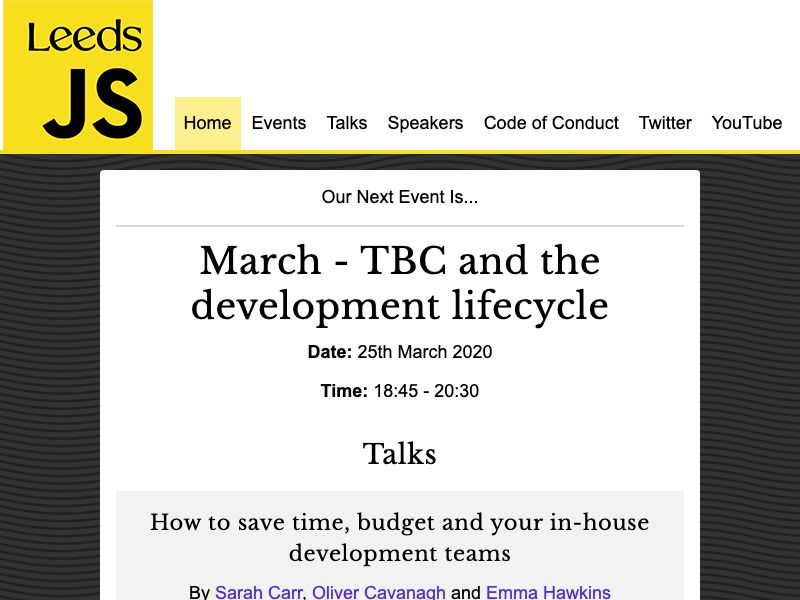 Leeds
JS
Home Events Talks Speakers Code of Conduct Twitter YouTube
Our Next Event Is...
March - TBC and the
development lifecycle
Date: 25th March 2020
Time: 18:45 - 20:30
Talks
How to save time, budget and your in-house
development teams
By Sarah Carr, Oliver Cavanagh and Emma Hawkins